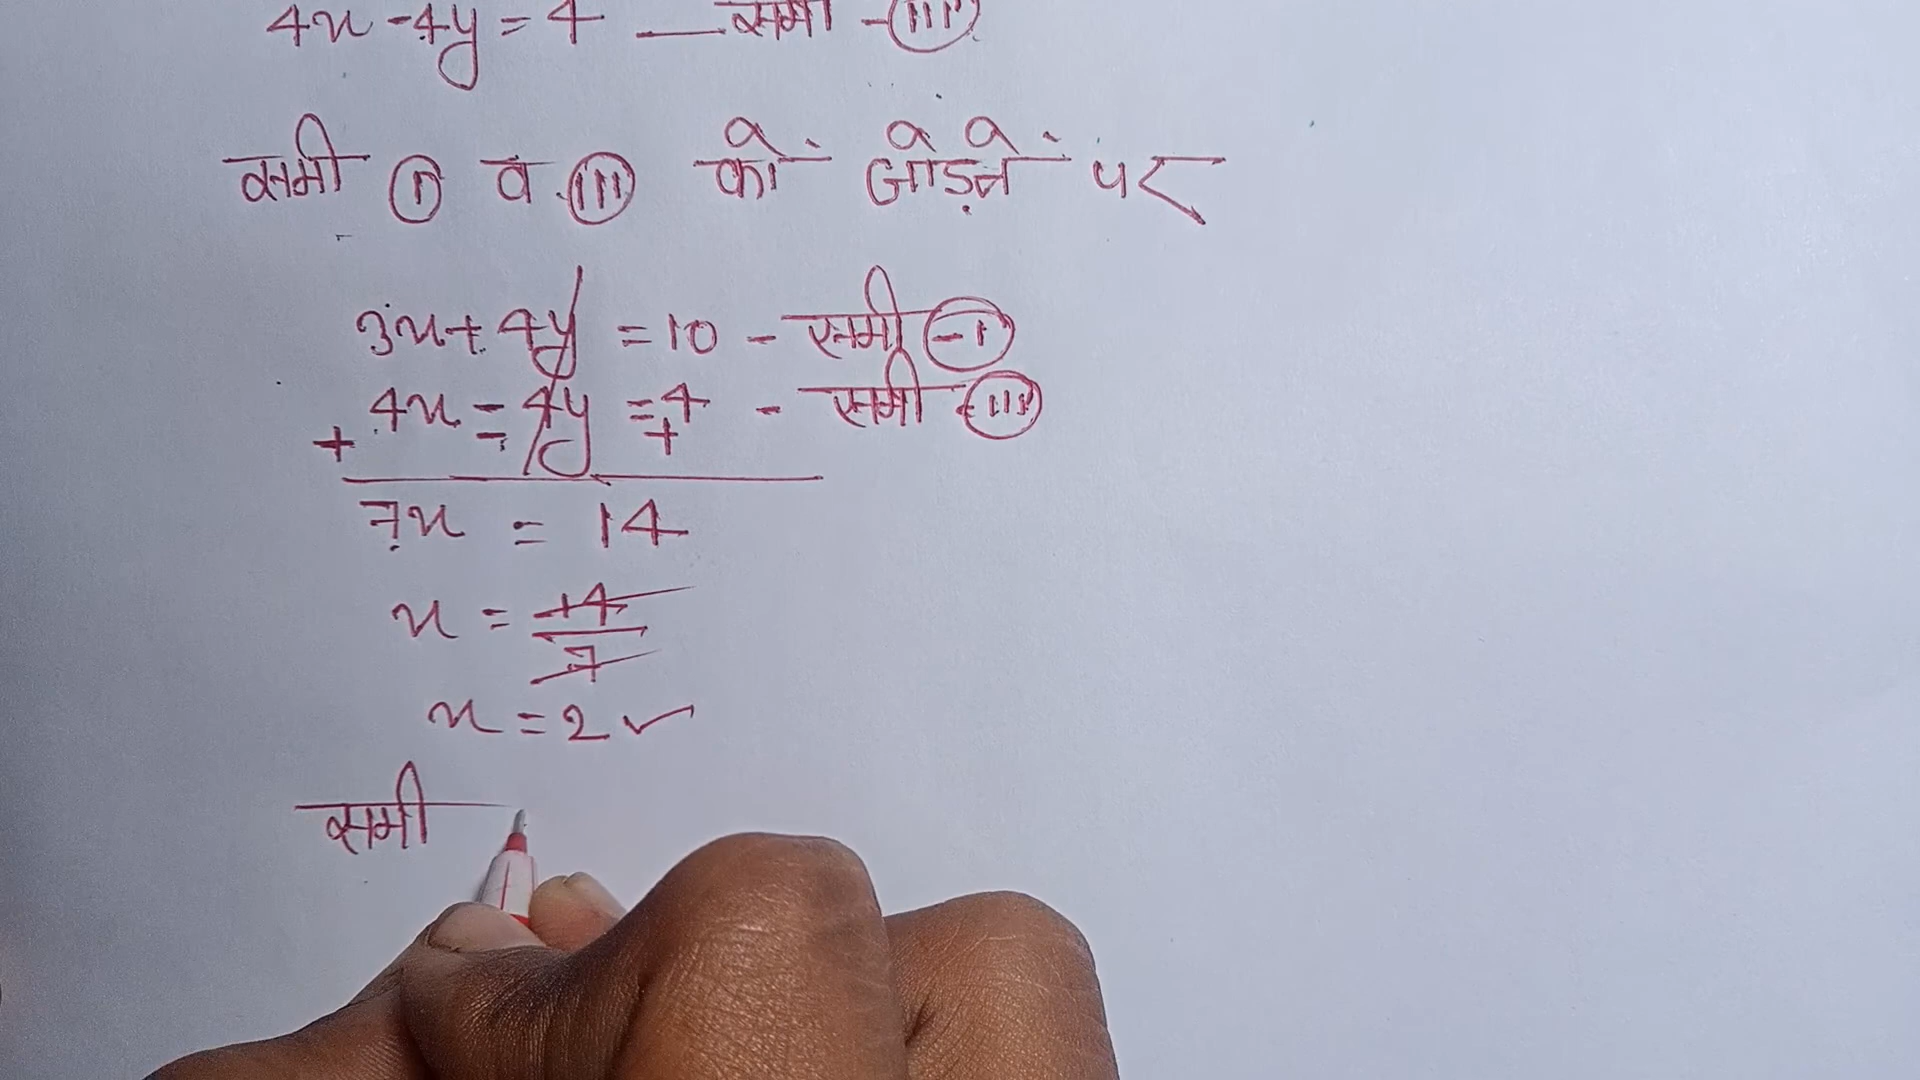 4x - 4y = 4 — समी - (III)
समी (I) व (III) को जोड़ने पर
3x + 4y = 10 - समी - (I)
4x - 4y = 4 - समी - (III)
+ - +
7x = 14
x = 14/7
x = 2 ✓
समी